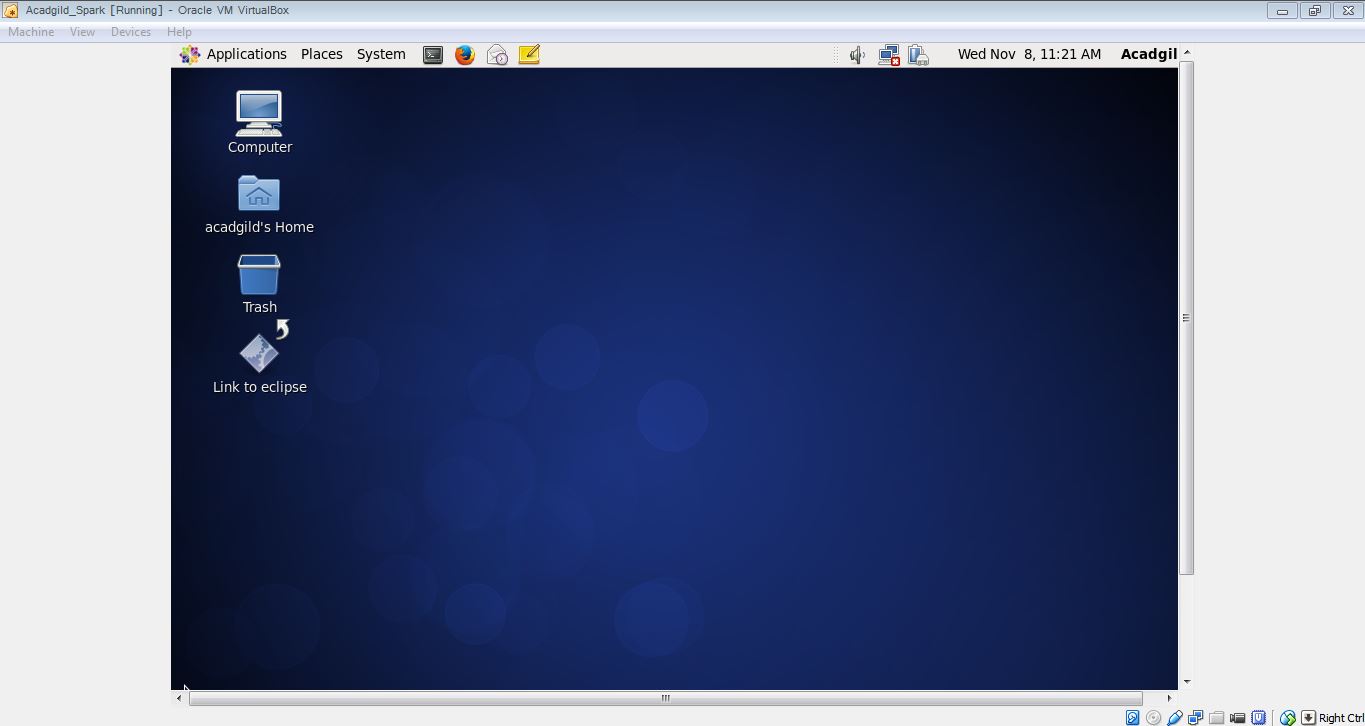 Acadgild_Spark [Running] - Oracle VM VirtualBox
Machine View Devices Help
Applications Places System Wed Nov 8, 11:21 AM Acadgil
Computer
acadgild's Home
Trash
Link to eclipse
Right Ctrl